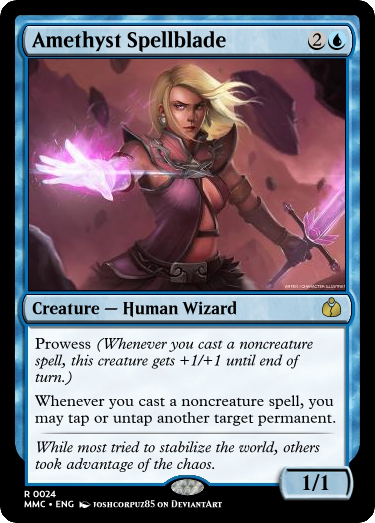 Amethyst Spellblade 2
Creature — Human Wizard
Prowess (Whenever you cast a noncreature
spell, this creature gets +1/+1 until end of
turn.)
Whenever you cast a noncreature spell, you
may tap or untap another target permanent.
While most tried to stabilize the world, others
took advantage of the chaos.
1/1
R 0024
MMC • ENG JOSHCORPUZ85 ON DEVIANTART